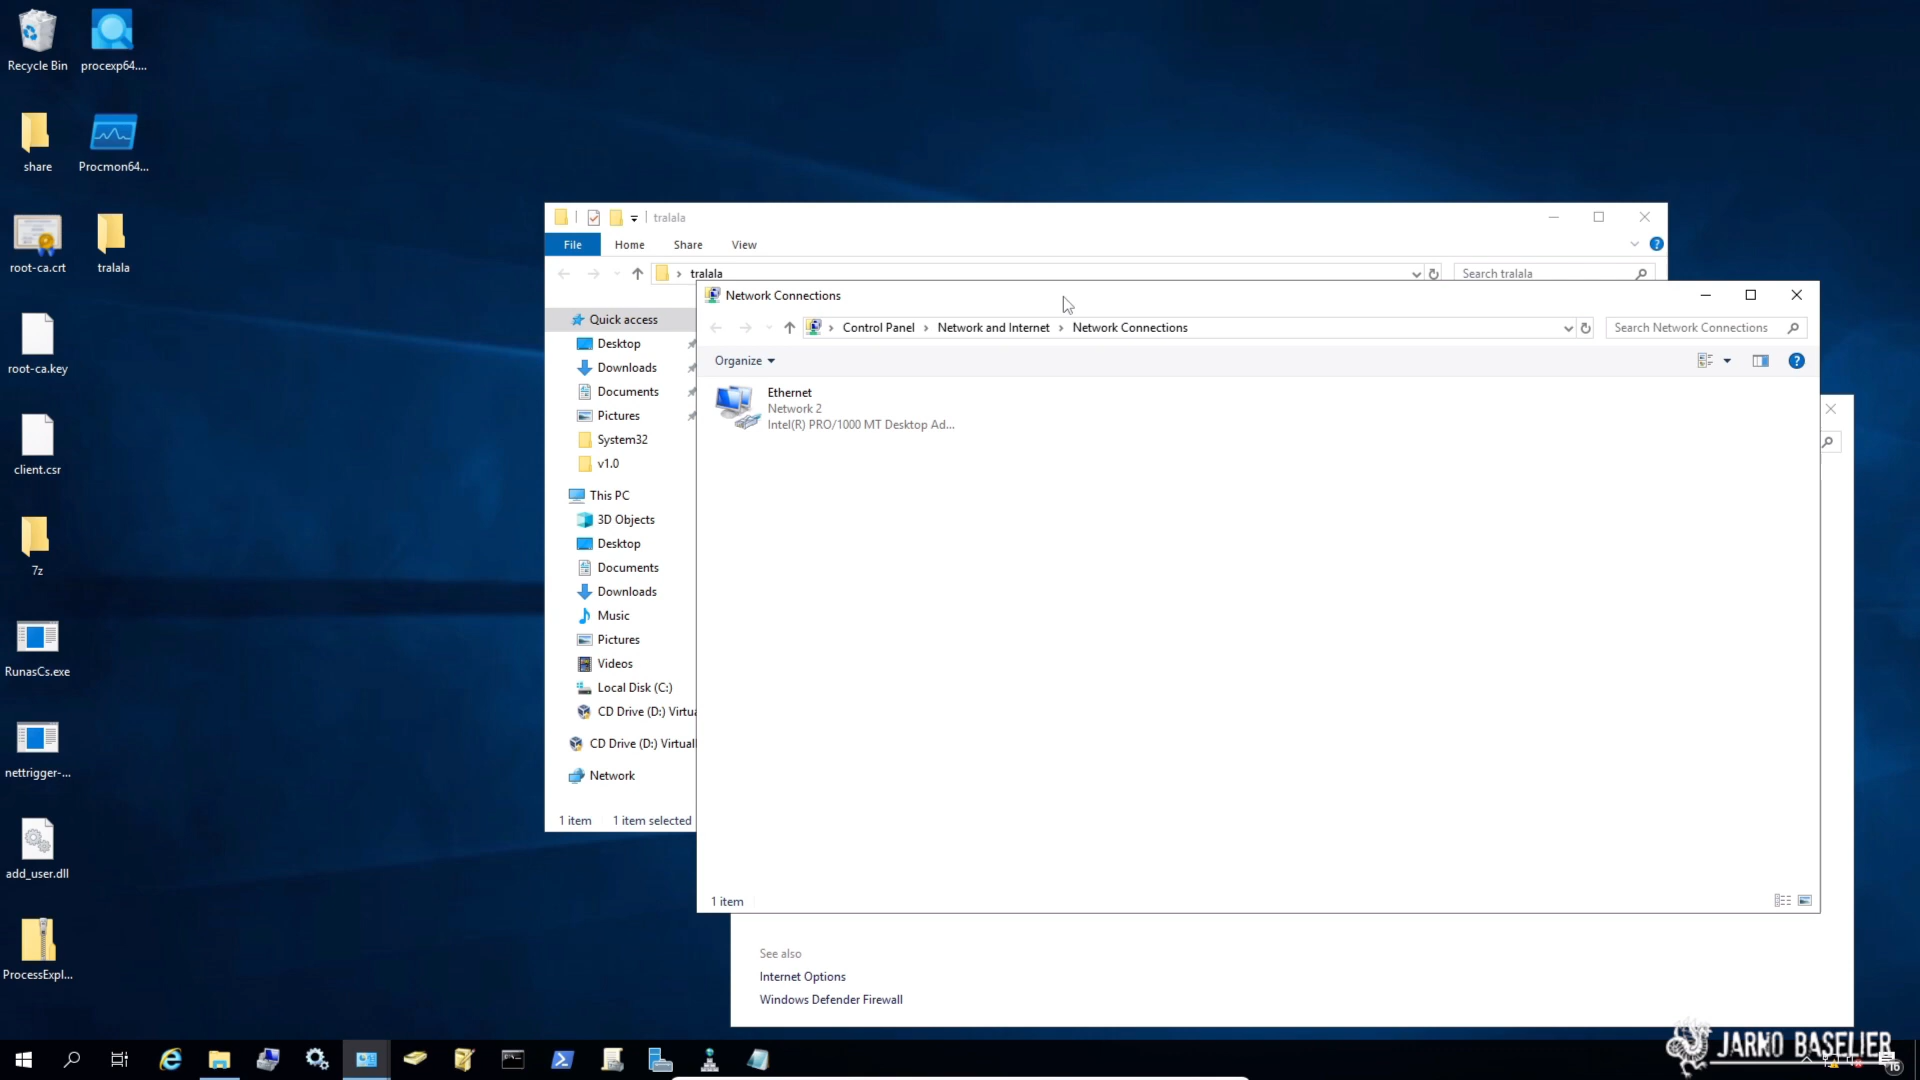 Recycle Bin
procexp64....
share
Procmon64...
root-ca.crt
tralala
root-ca.key
client.csr
7z
RunasCs.exe
nettrigger-...
add_user.dll
ProcessExpl...
tralala
File
Home
Share
View
tralala
Search tralala
Quick access
Desktop
Downloads
Documents
Pictures
System32
v1.0
This PC
3D Objects
Desktop
Documents
Downloads
Music
Pictures
Videos
Local Disk (C:)
CD Drive (D:) Virtua
CD Drive (D:) Virtual
Network
1 item
1 item selected
Network Connections
Control Panel
Network and Internet
Network Connections
Search Network Connections
Organize
Ethernet
Network 2
Intel(R) PRO/1000 MT Desktop Ad...
1 item
See also
Internet Options
Windows Defender Firewall
JARNO BASELIER
16